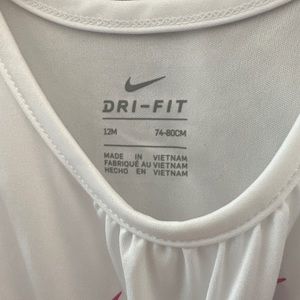 DRI-FIT
12M 74-80CM
MADE IN VIETNAM
FABRIQUÉ AU VIETNAM
HECHO EN VIETNAM